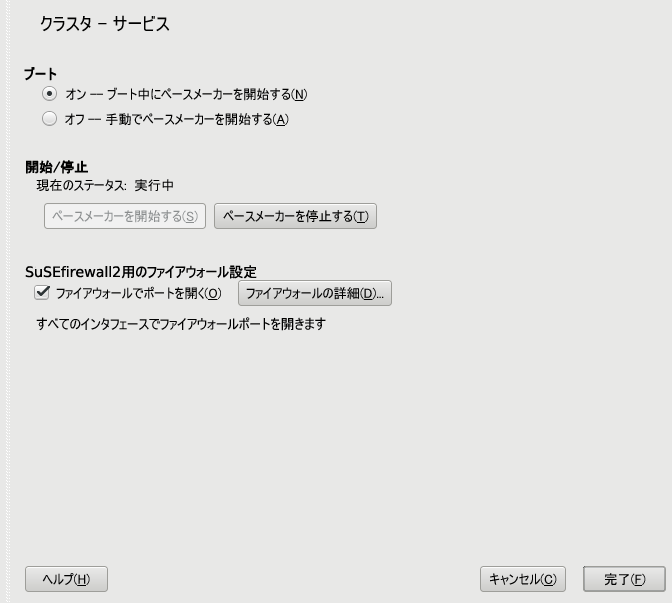 クラスタ – サービス
ブート
オン –– ブート中にペースメーカーを開始する(N)
オフ –– 手動でペースメーカーを開始する(A)
開始/停止
現在のステータス: 実行中
ペースメーカーを開始する(S) ペースメーカーを停止する(T)
SuSEfirewall2用のファイアウォール設定
ファイアウォールでポートを開く(O) ファイアウォールの詳細(D)...
すべてのインタフェースでファイアウォールポートを開きます
ヘルプ(H) キャンセル(C) 完了(F)